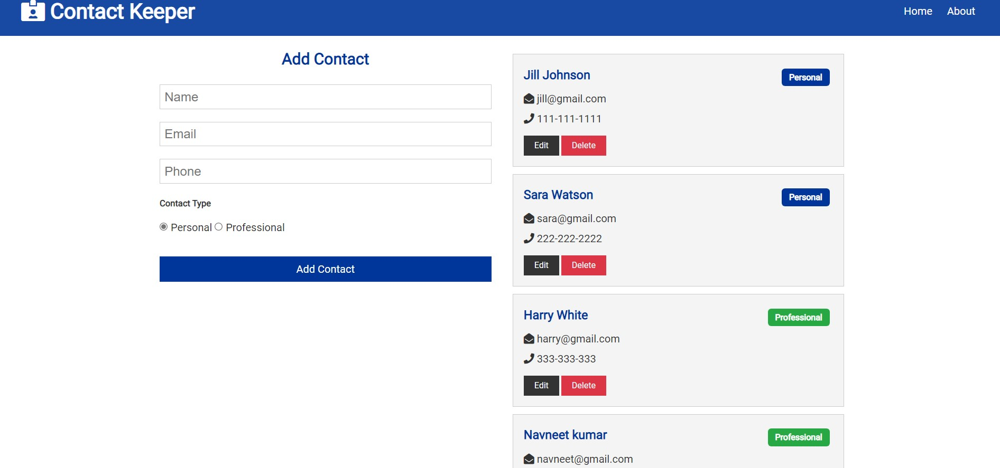 Contact Keeper
Home About
Add Contact
Name
Email
Phone
Contact Type
Personal Professional
Add Contact
Jill Johnson Personal
jill@gmail.com
111-111-1111
Edit Delete
Sara Watson Personal
sara@gmail.com
222-222-2222
Edit Delete
Harry White Professional
harry@gmail.com
333-333-333
Edit Delete
Navneet kumar Professional
navneet@gmail.com